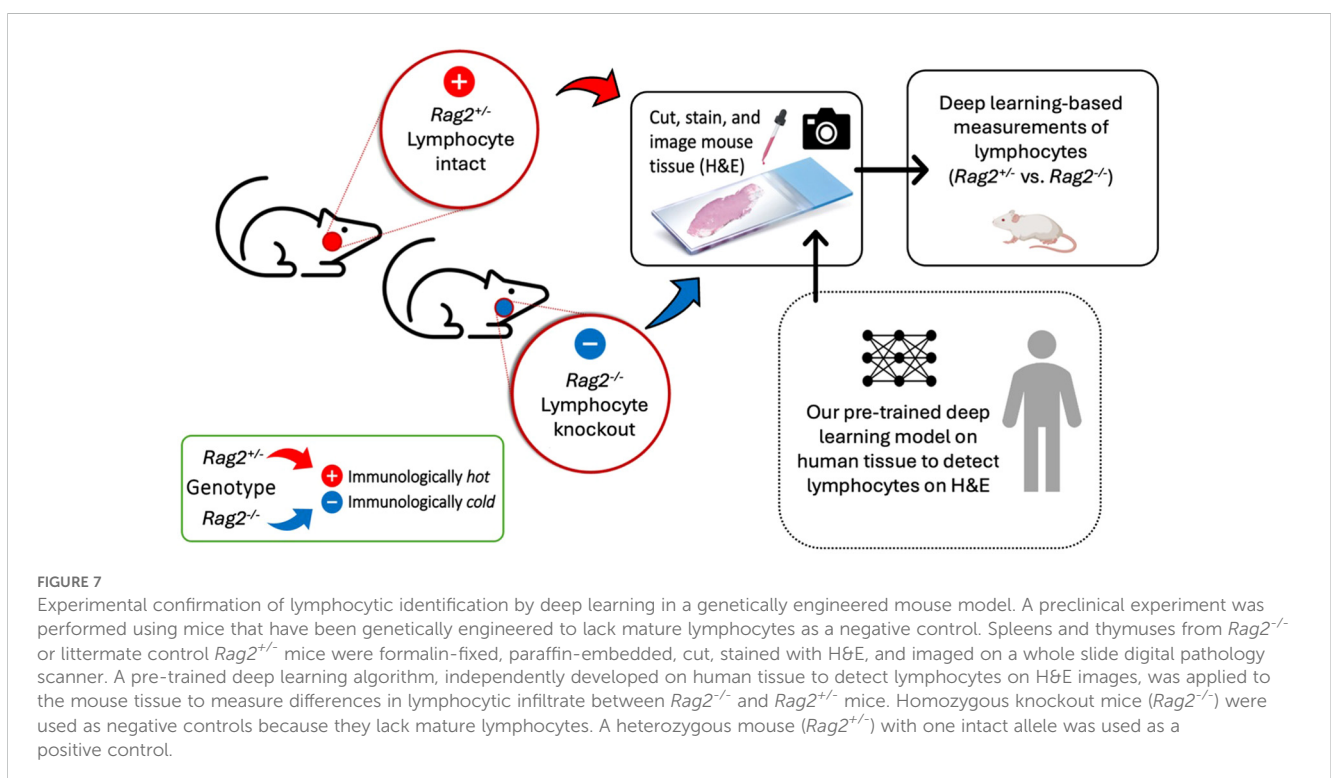 Rag2+/-
Lymphocyte
intact
Cut, stain, and
image mouse
tissue (H&E)
Deep learning-based
measurements of
lymphocytes
(Rag2+/- vs. Rag2-/-)
Rag2-/-
Lymphocyte
knockout
Our pre-trained deep
learning model on
human tissue to detect
lymphocytes on H&E
Rag2+/-
Genotype
Rag2-/-
+ Immunologically hot
− Immunologically cold
FIGURE 7
Experimental confirmation of lymphocytic identification by deep learning in a genetically engineered mouse model. A preclinical experiment was
performed using mice that have been genetically engineered to lack mature lymphocytes as a negative control. Spleens and thymuses from Rag2-/-
or littermate control Rag2+/- mice were formalin-fixed, paraffin-embedded, cut, stained with H&E, and imaged on a whole slide digital pathology
scanner. A pre-trained deep learning algorithm, independently developed on human tissue to detect lymphocytes on H&E images, was applied to
the mouse tissue to measure differences in lymphocytic infiltrate between Rag2-/- and Rag2+/- mice. Homozygous knockout mice (Rag2-/-) were
used as negative controls because they lack mature lymphocytes. A heterozygous mouse (Rag2+/-) with one intact allele was used as a
positive control.